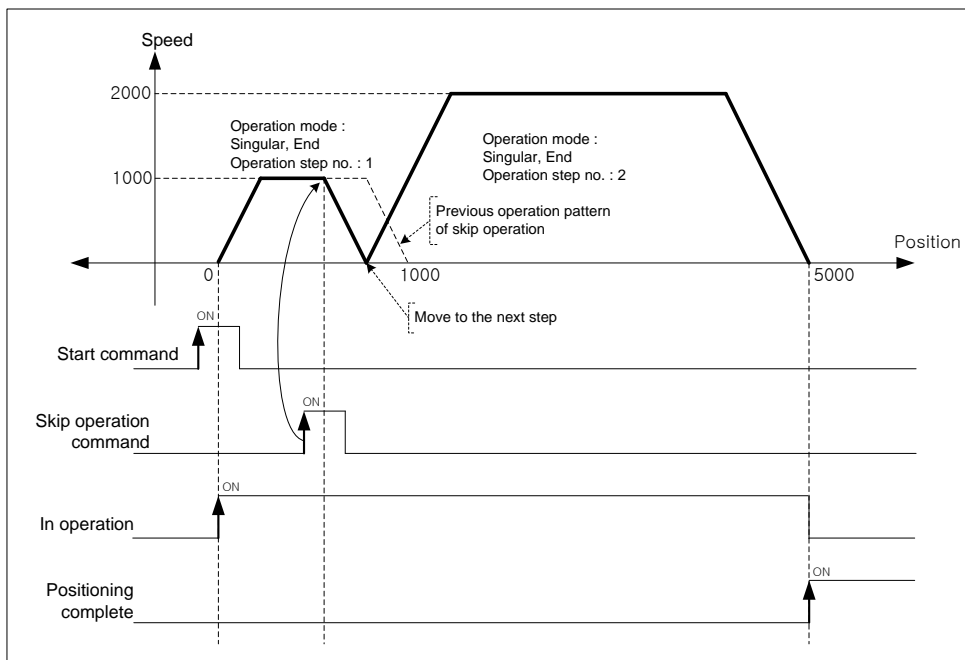 Speed
2000
Operation mode :
Singular, End
Operation step no. : 1
Operation mode :
Singular, End
Operation step no. : 2
1000
Previous operation pattern
of skip operation
Position
0
1000
5000
Move to the next step
ON
Start command
ON
Skip operation
command
ON
In operation
ON
Positioning
complete